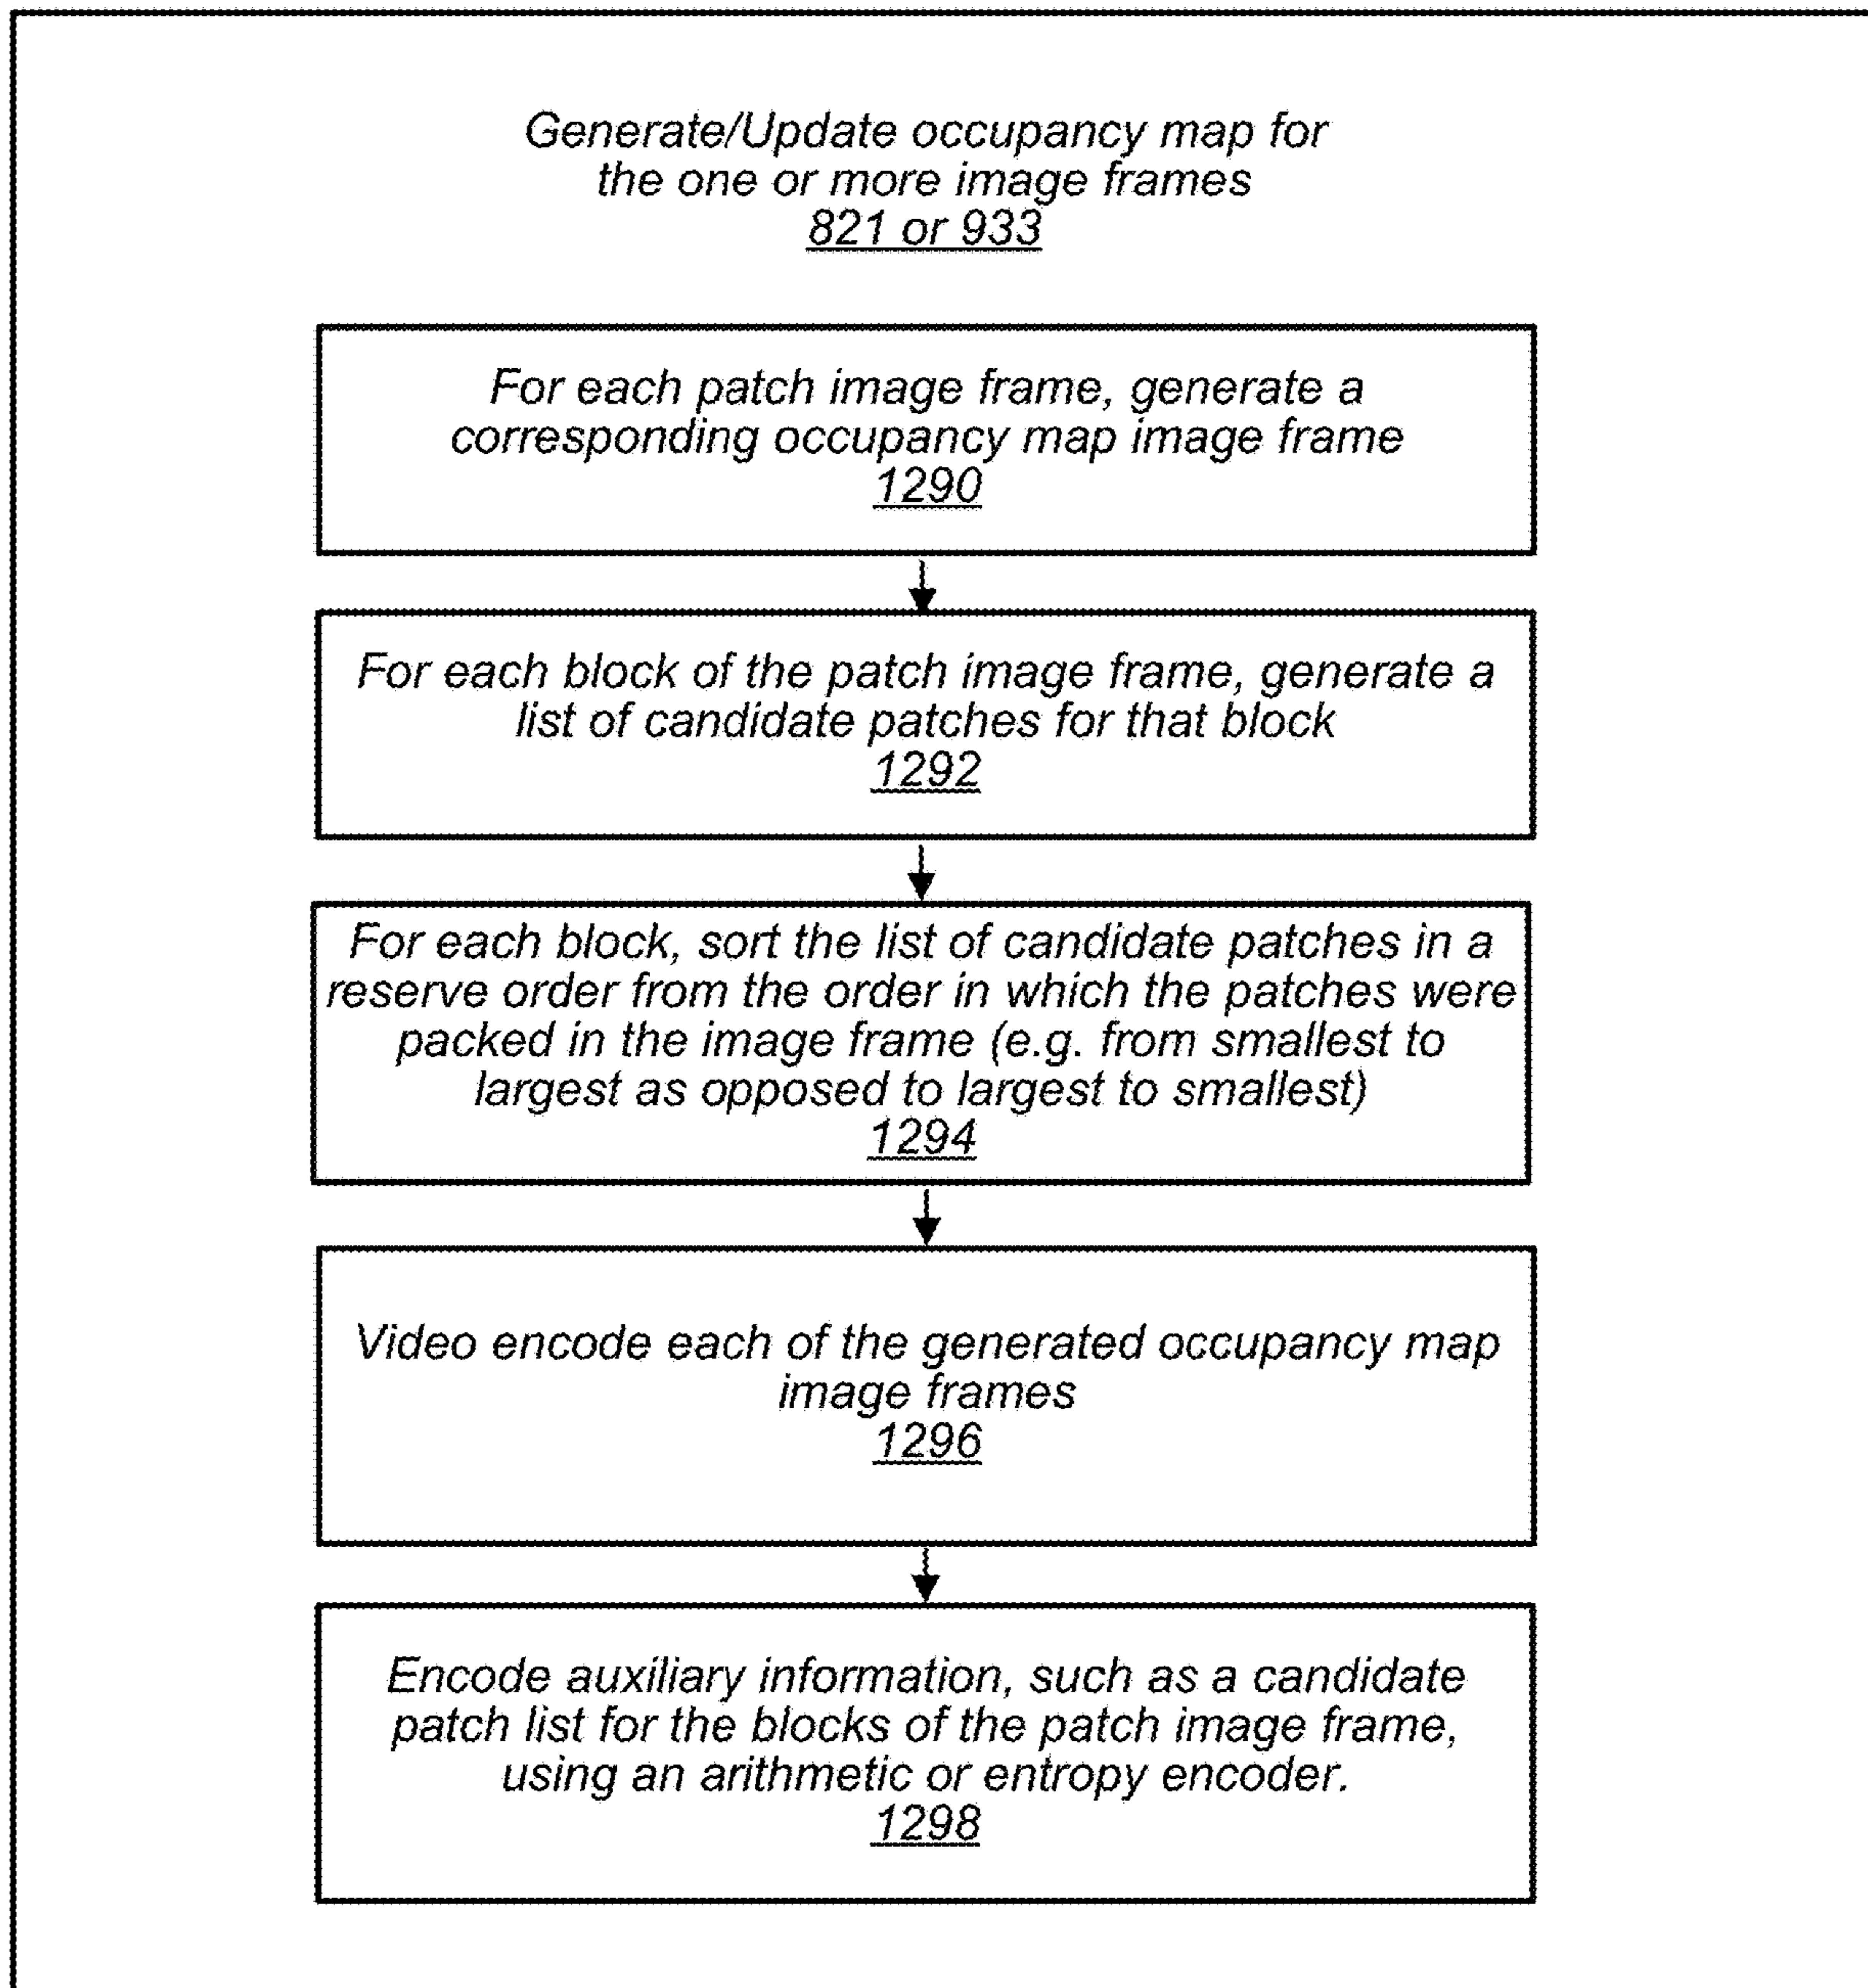 Generate/Update occupancy map for
the one or more image frames
821 or 933
For each patch image frame, generate a
corresponding occupancy map image frame
1290
For each block of the patch image frame, generate a
list of candidate patches for that block
1292
For each block, sort the list of candidate patches in a
reserve order from the order in which the patches were
packed in the image frame (e.g. from smallest to
largest as opposed to largest to smallest)
1294
Video encode each of the generated occupancy map
image frames
1296
Encode auxiliary information, such as a candidate
patch list for the blocks of the patch image frame,
using an arithmetic or entropy encoder.
1298